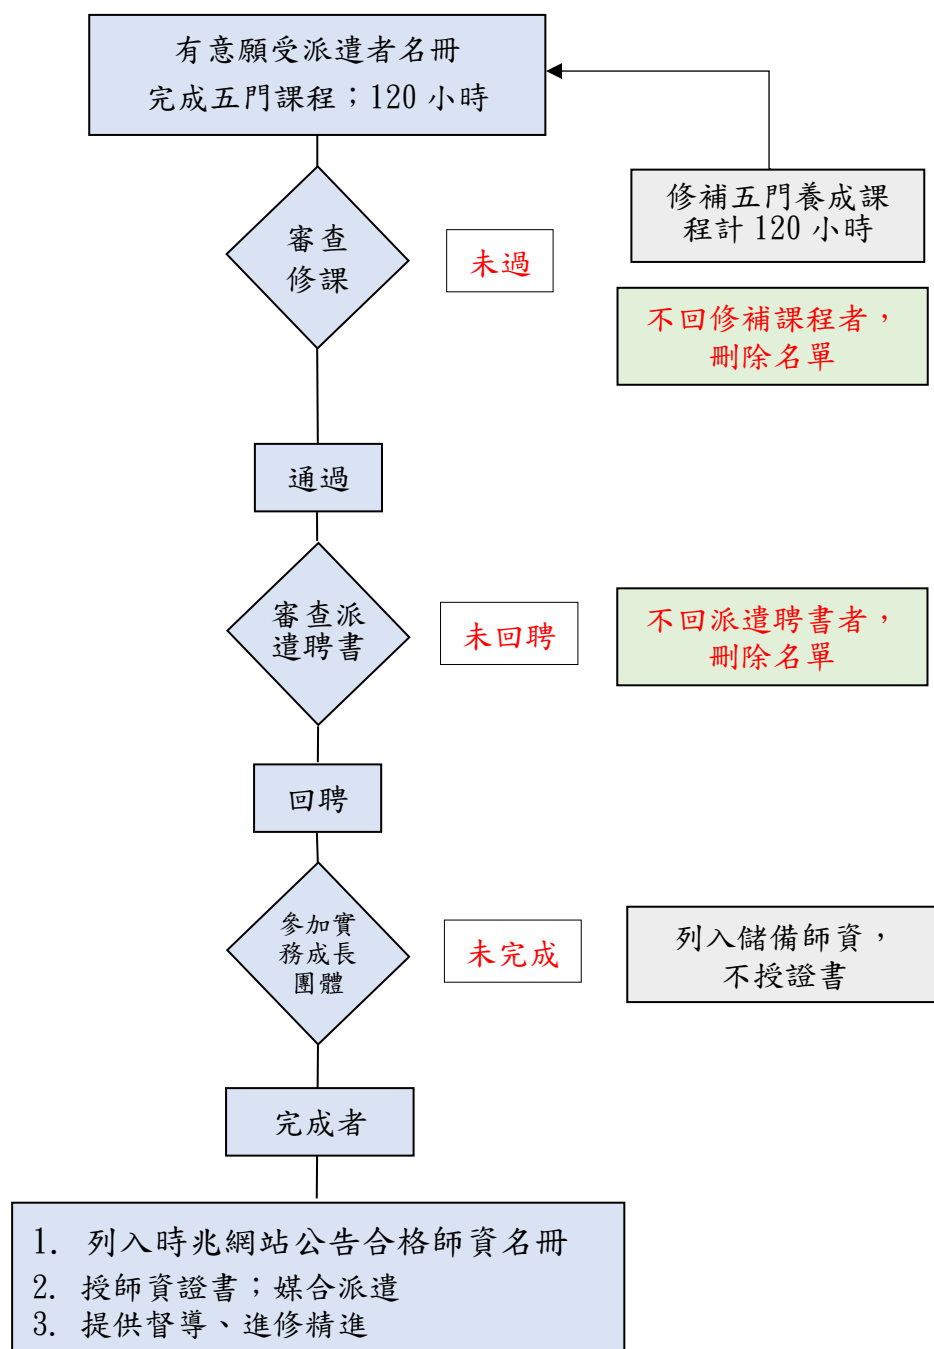 有意願受派遣者名冊
完成五門課程；120 小時
修補五門養成課
程計 120 小時
審查
修課
未過
不回修補課程者，
刪除名單
通過
審查派
遣聘書
未回聘
不回派遣聘書者，
刪除名單
回聘
參加實
務成長
團體
未完成
列入儲備師資，
不授證書
完成者
1. 列入時兆網站公告合格師資名冊
2. 授師資證書；媒合派遣
3. 提供督導、進修精進